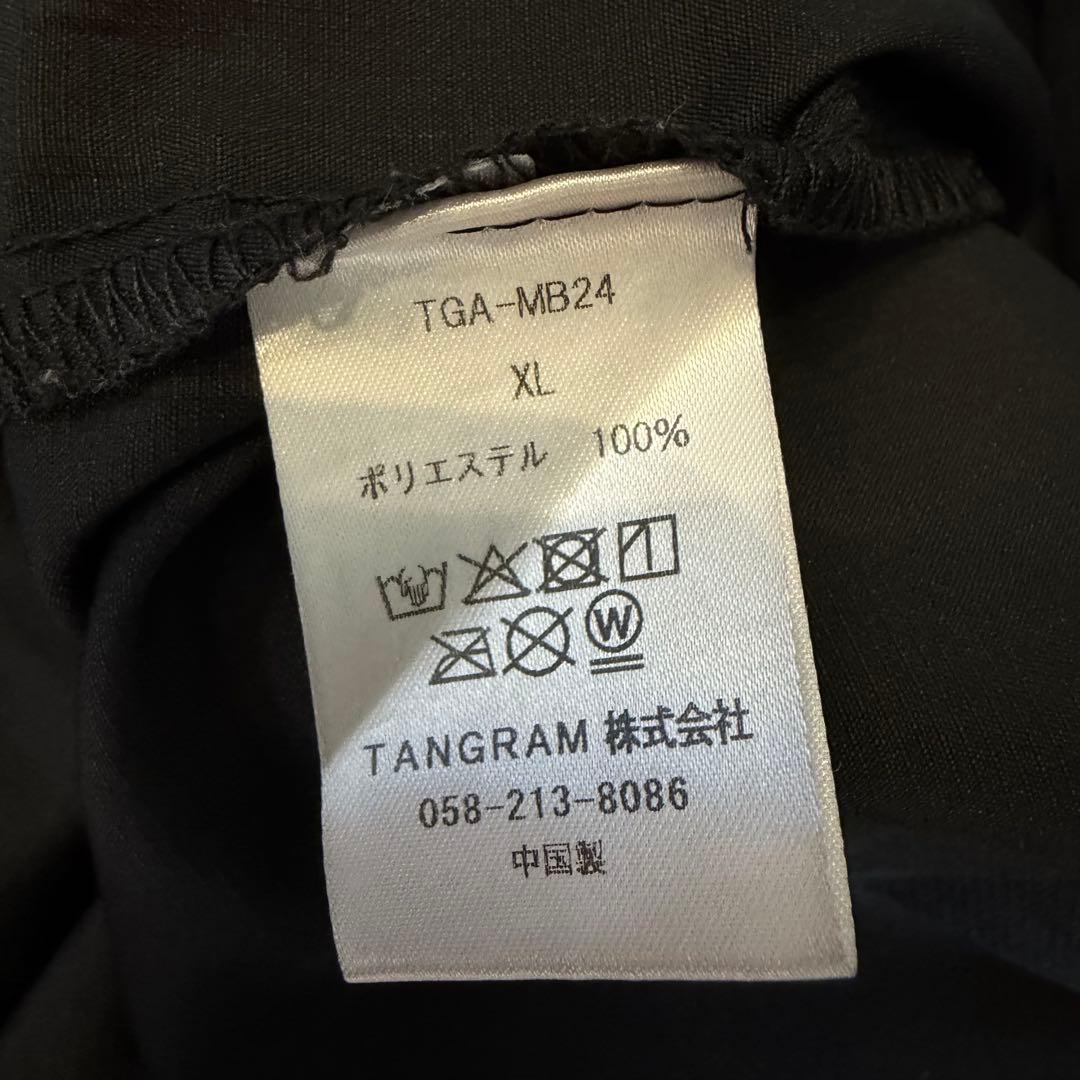 TGA-MB24
XL
ポリエステル 100%
W
TANGRAM 株式会社
058-213-8086
中国製